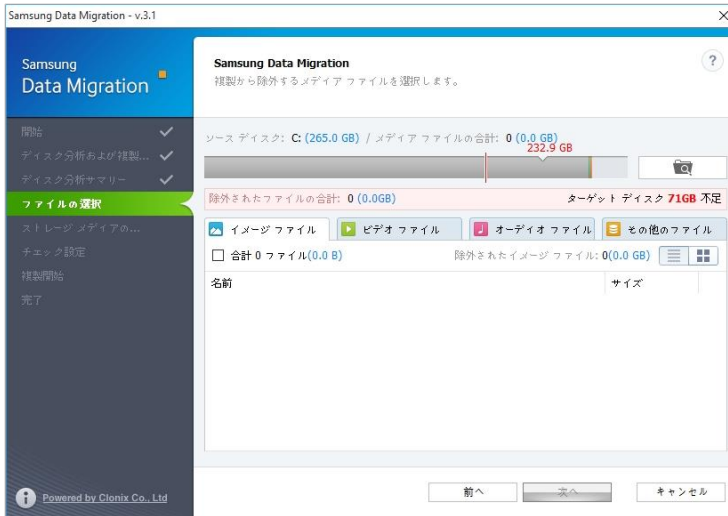 Samsung Data Migration - v.3.1
Samsung
Data Migration
Samsung Data Migration
複製から除外するメディア ファイルを選択します。
?
開始
ディスク分析および複製...
ディスク分析サマリー
ファイルの選択
ストレージ メディアの...
チェック設定
複製開始
完了
ソース ディスク: C: (265.0 GB) / メディア ファイルの合計: 0 (0.0 GB)
232.9 GB
除外されたファイルの合計: 0 (0.0GB)
ターゲット ディスク 71GB 不足
イメージ ファイル
ビデオ ファイル
オーディオ ファイル
その他のファイル
合計 0 ファイル(0.0 B)
除外されたイメージ ファイル: 0(0.0 GB)
名前
サイズ
Powered by Clonix Co., Ltd
前へ
次へ
キャンセル